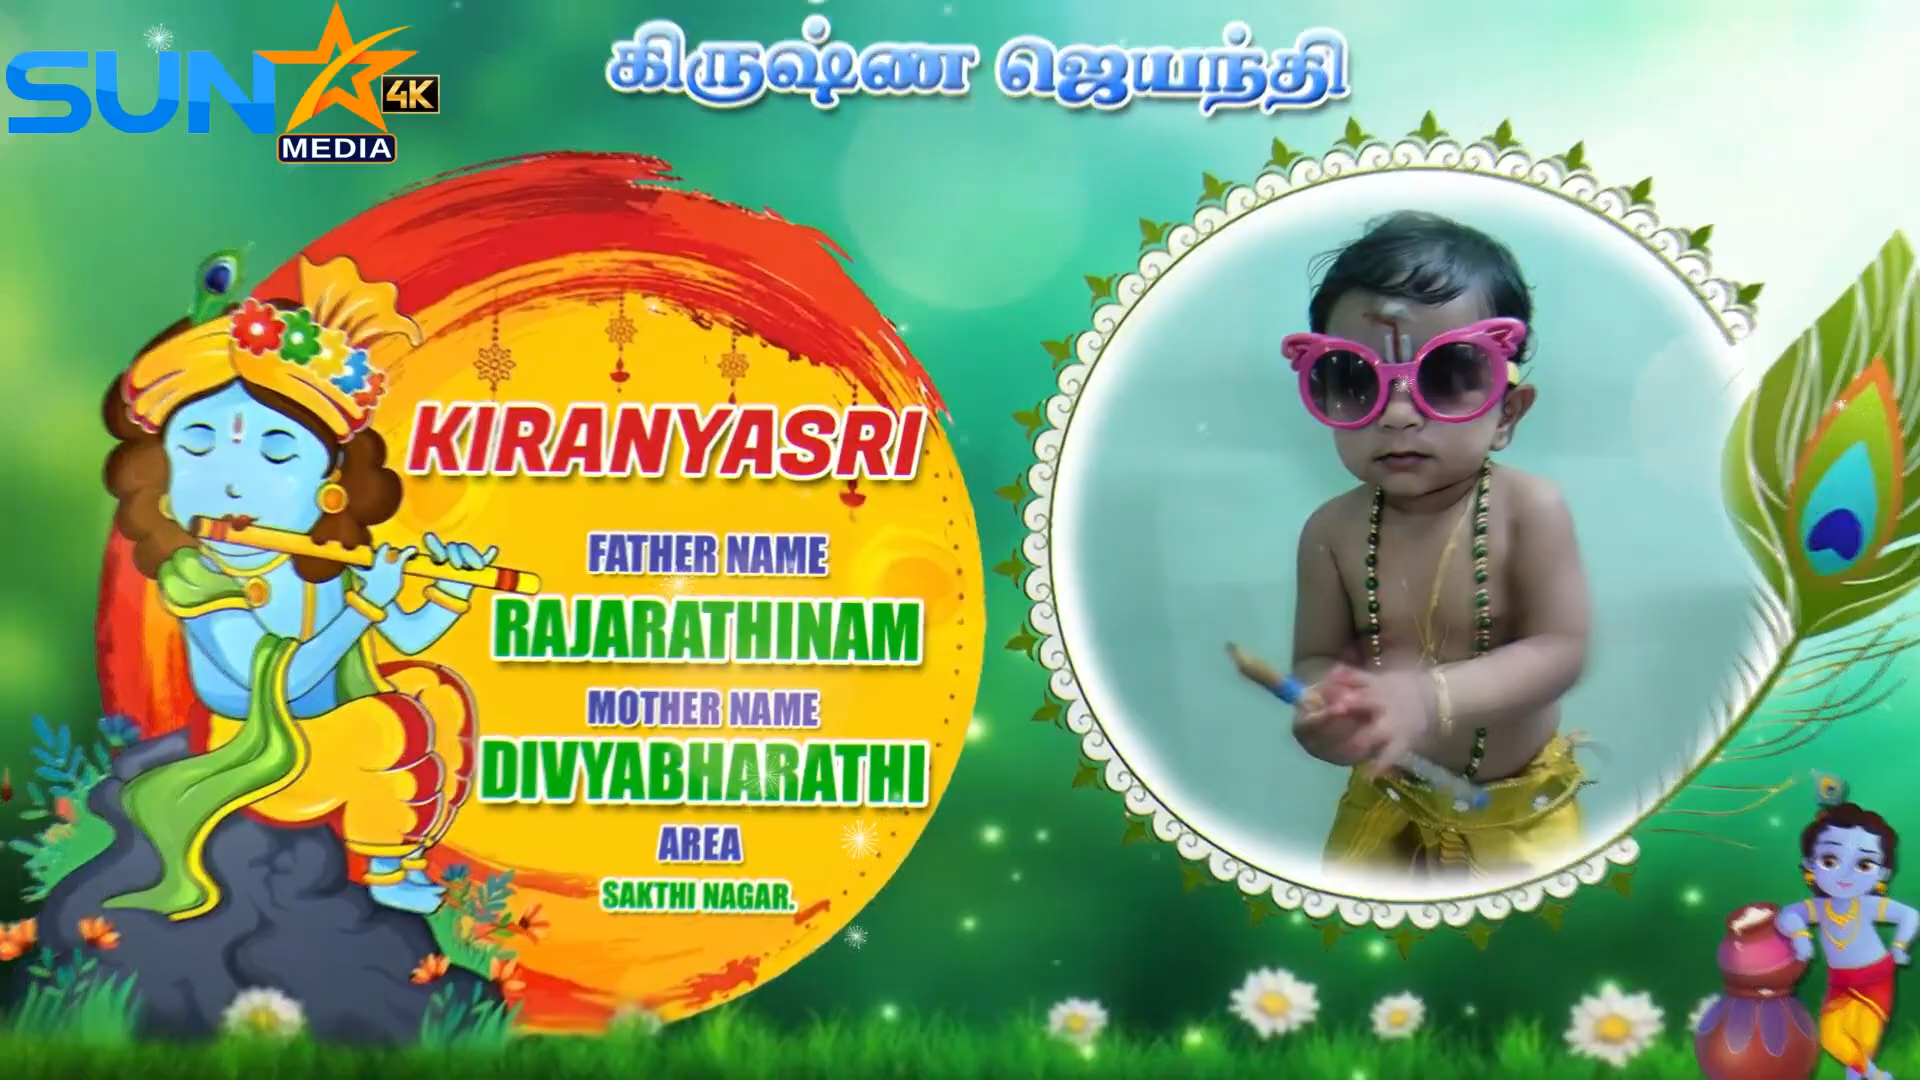 SUN
4K
MEDIA
கிருஷ்ண ஜெயந்தி
KIRANYASRI
FATHER NAME
RAJARATHINAM
MOTHER NAME
DIVYABHARATHI
AREA
SAKTHI NAGAR.